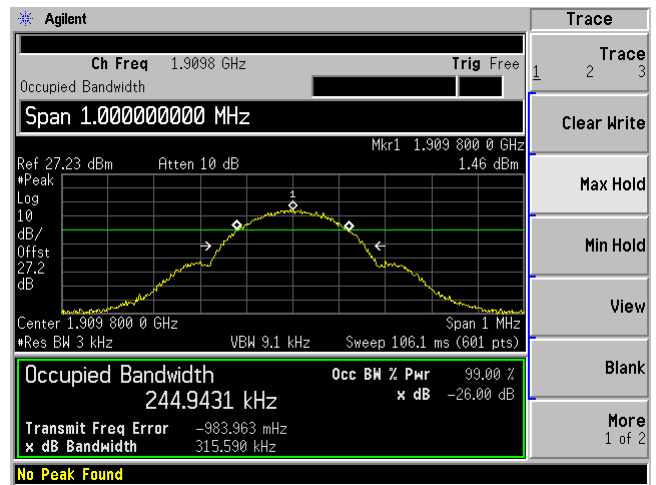 Agilent
Trace
Ch Freq 1.9098 GHz Trig Free
Occupied Bandwidth
Span 1.000000000 MHz
Mkr1 1.909 800 0 GHz
Ref 27.23 dBm Atten 10 dB 1.46 dBm
#Peak
Log
10
dB/
Offst
27.2
dB
1
Center 1.909 800 0 GHz Span 1 MHz
#Res BW 3 kHz VBW 9.1 kHz Sweep 106.1 ms (601 pts)
Occupied Bandwidth Occ BW % Pwr 99.00 %
244.9431 kHz x dB -26.00 dB
Transmit Freq Error -983.963 mHz
x dB Bandwidth 315.590 kHz
No Peak Found
Trace
1 2 3
Clear Write
Max Hold
Min Hold
View
Blank
More
1 of 2